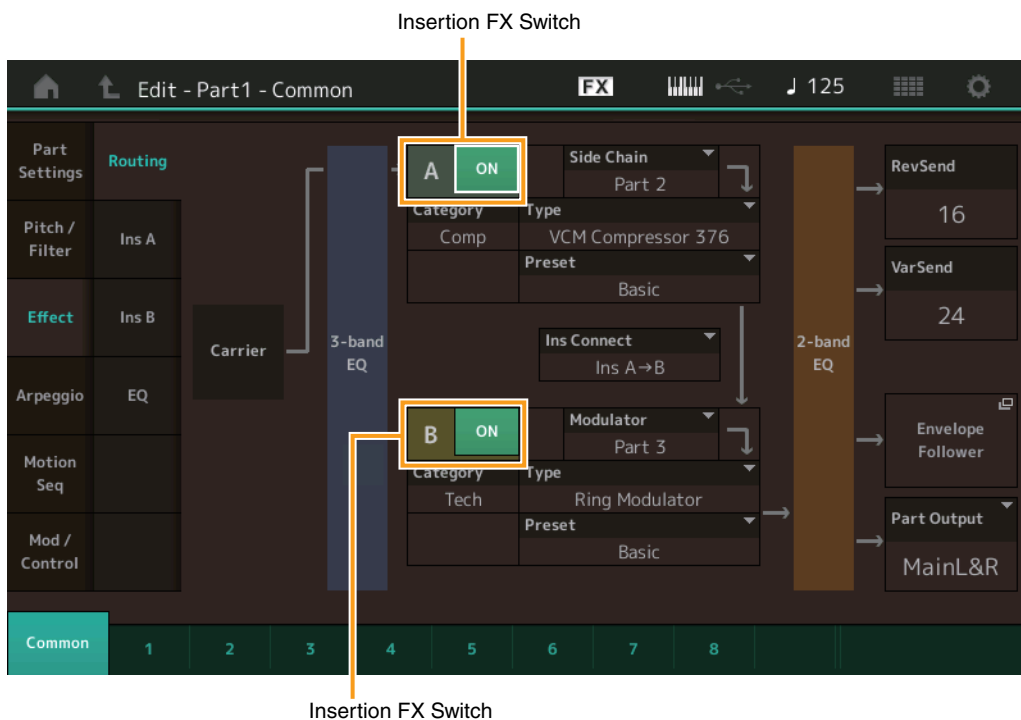 Insertion FX Switch
Edit - Part1 - Common
FX
♩ 125
Part
Settings
Pitch /
Filter
Effect
Arpeggio
Motion
Seq
Mod /
Control
Routing
Ins A
Ins B
EQ
Carrier
3-band
EQ
A
ON
Side Chain
Part 2
Category
Type
Comp
VCM Compressor 376
Preset
Basic
Ins Connect
Ins A→B
B
ON
Modulator
Part 3
Category
Type
Tech
Ring Modulator
Preset
Basic
2-band
EQ
RevSend
16
VarSend
24
Envelope
Follower
Part Output
MainL&R
Common
1
2
3
4
5
6
7
8
Insertion FX Switch